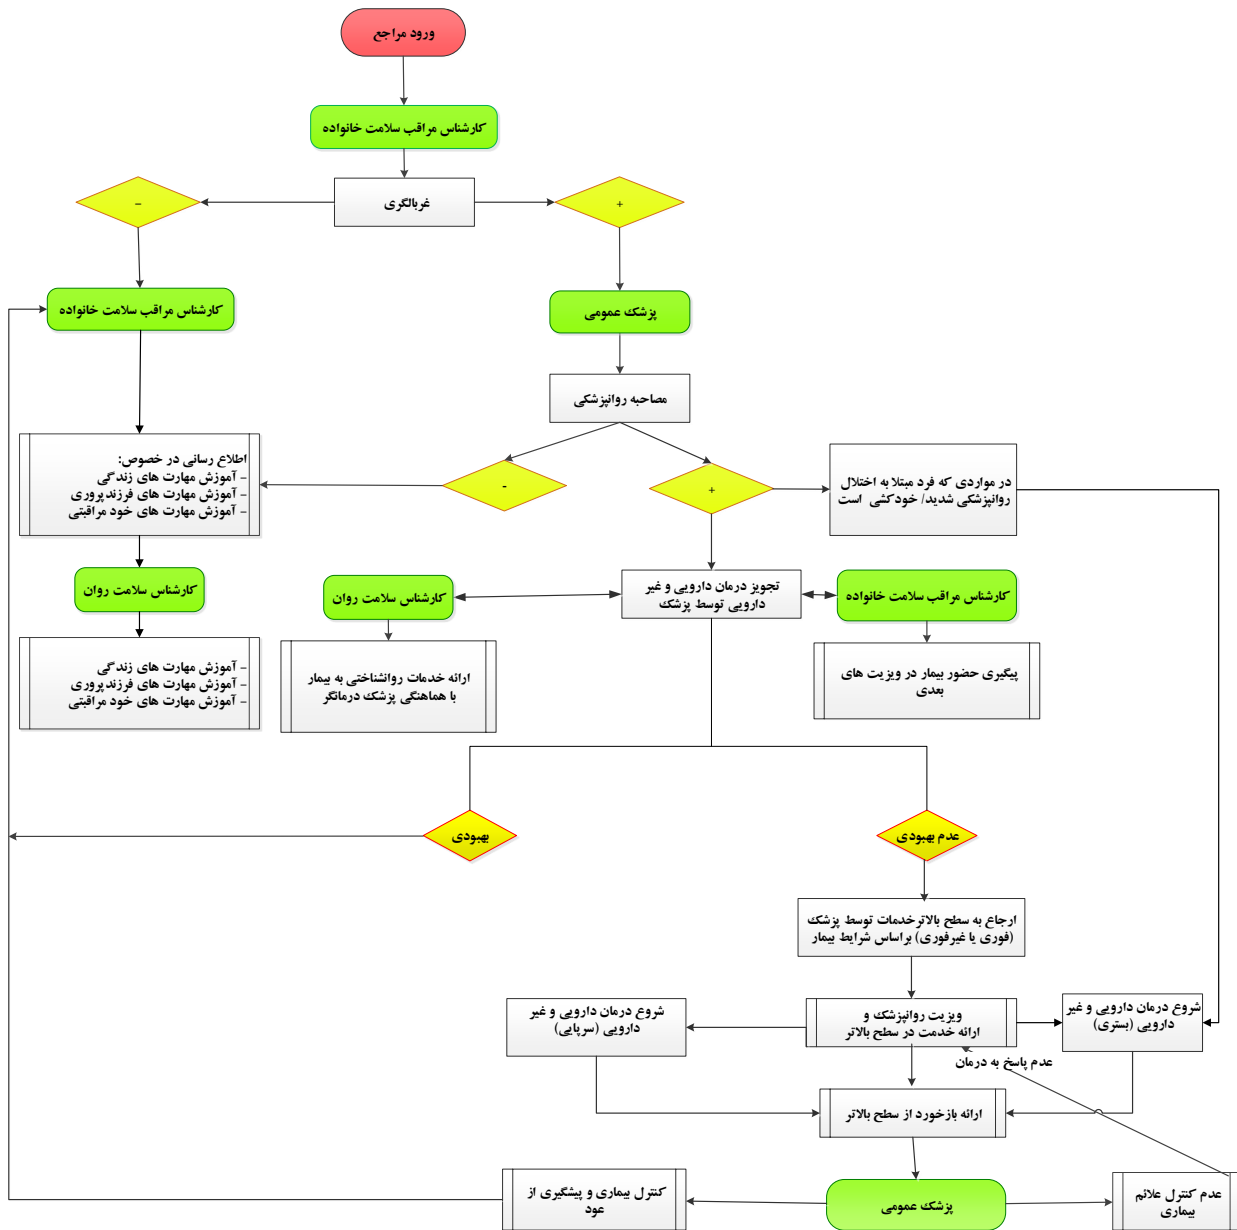 ورود مراجع
کارشناس مراقب سلامت خانواده
غربالگری
-
+
کارشناس مراقب سلامت خانواده
پزشک عمومی
مصاحبه روانپزشکی
اطلاع رسانی در خصوص:
- آموزش مهارت های زندگی
- آموزش مهارت های فرزندپروری
- آموزش مهارت های خود مراقبتی
-
+
در مواردی که فرد مبتلا به اختلال
روانپزشکی شدید/ خودکشی است
کارشناس سلامت روان
کارشناس سلامت روان
تجویز درمان دارویی و غیر
دارویی توسط پزشک
کارشناس مراقب سلامت خانواده
- آموزش مهارت های زندگی
- آموزش مهارت های فرزندپروری
- آموزش مهارت های خود مراقبتی
ارائه خدمات روانشناختی به بیمار
با هماهنگی پزشک درمانگر
پیگیری حضور بیمار در ویزیت های
بعدی
بهبودی
عدم بهبودی
ارجاع به سطح بالاترخدمات توسط پزشک
(فوری یا غیرفوری) براساس شرایط بیمار
شروع درمان دارویی و غیر
دارویی (سرپایی)
ویزیت روانپزشک و
ارائه خدمت در سطح بالاتر
شروع درمان دارویی و غیر
دارویی (بستری)
عدم پاسخ به درمان
ارائه بازخورد از سطح بالاتر
کنترل بیماری و پیشگیری از
عود
پزشک عمومی
عدم کنترل علائم
بیماری